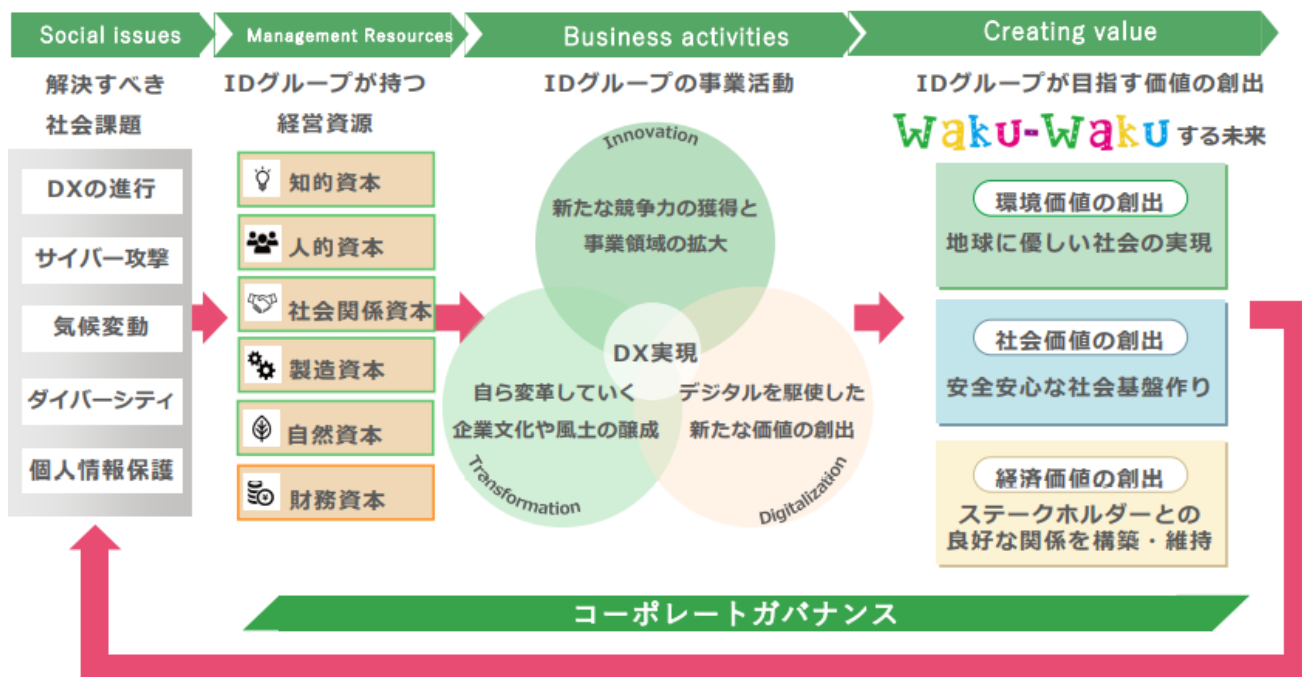 Social issues
Management Resources
Business activities
Creating value
解決すべき
社会課題
DXの進行
サイバー攻撃
気候変動
ダイバーシティ
個人情報保護
IDグループが持つ
経営資源
知的資本
人的資本
社会関係資本
製造資本
自然資本
財務資本
IDグループの事業活動
Innovation
新たな競争力の獲得と
事業領域の拡大
DX実現
自ら変革していく
企業文化や風土の醸成
Transformation
デジタルを駆使した
新たな価値の創出
Digitalization
IDグループが目指す価値の創出
Waku-Wakuする未来
環境価値の創出
地球に優しい社会の実現
社会価値の創出
安全安心な社会基盤作り
経済価値の創出
ステークホルダーとの
良好な関係を構築・維持
コーポレートガバナンス